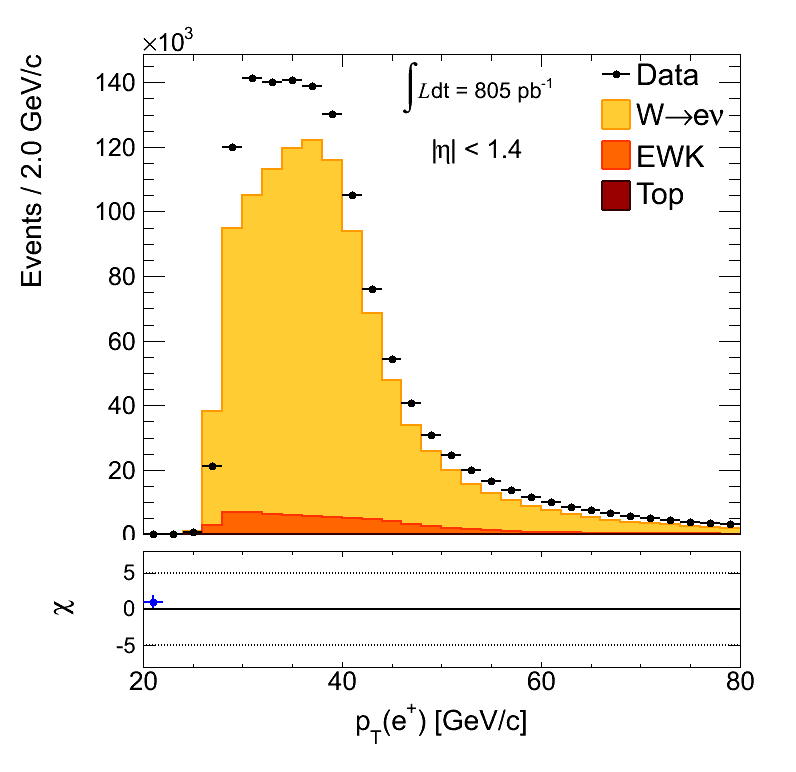 ×10³
Events / 2.0 GeV/c
140
120
100
80
60
40
20
0
∫Ldt = 805 pb⁻¹
|η| < 1.4
Data
W→eν
EWK
Top
χ
5
0
-5
20
40
60
80
p_T(e⁺) [GeV/c]